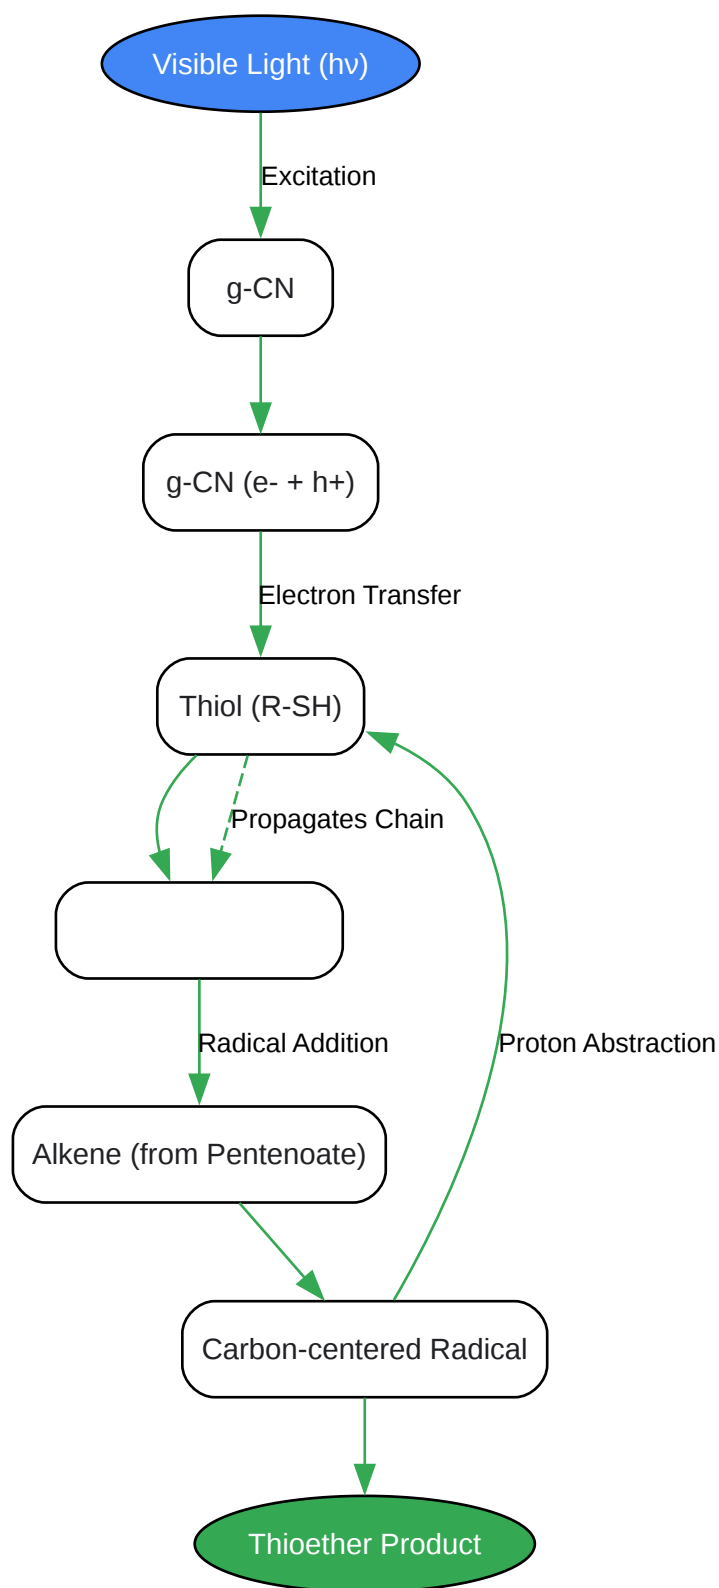 Visible Light (hν)
Excitation
g-CN
g-CN (e- + h+)
Electron Transfer
Thiol (R-SH)
Propagates Chain
Radical Addition
Proton Abstraction
Alkene (from Pentenoate)
Carbon-centered Radical
Thioether Product